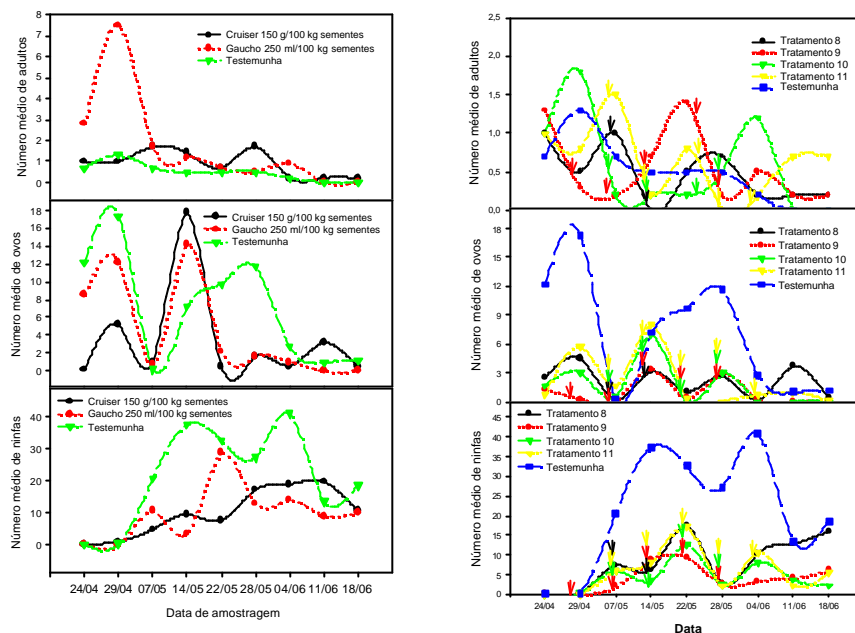 Número médio de adultos
8
7
6
5
4
3
2
1
0
Cruiser 150 g/100 kg sementes
Gaucho 250 ml/100 kg sementes
Testemunha
Número médio de ovos
18
16
14
12
10
8
6
4
2
0
Cruiser 150 g/100 kg sementes
Gaucho 250 ml/100 kg sementes
Testemunha
Número médio de ninfas
40
30
20
10
0
Cruiser 150 g/100 kg sementes
Gaucho 250 ml/100 kg sementes
Testemunha
24/04 29/04 07/05 14/05 22/05 28/05 04/06 11/06 18/06
Data de amostragem
Número médio de adultos
2,0
1,5
1,0
0,5
0,0
Tratamento 8
Tratamento 9
Tratamento 10
Tratamento 11
Testemunha
Número médio de ovos
18
15
12
9
6
3
0
Tratamento 8
Tratamento 9
Tratamento 10
Tratamento 11
Testemunha
Número médio de ninfas
50
45
40
35
30
25
20
15
10
5
0
Tratamento 8
Tratamento 9
Tratamento 10
Tratamento 11
Testemunha
24/04 29/04 07/05 14/05 22/05 28/05 04/06 11/06 18/06
Data